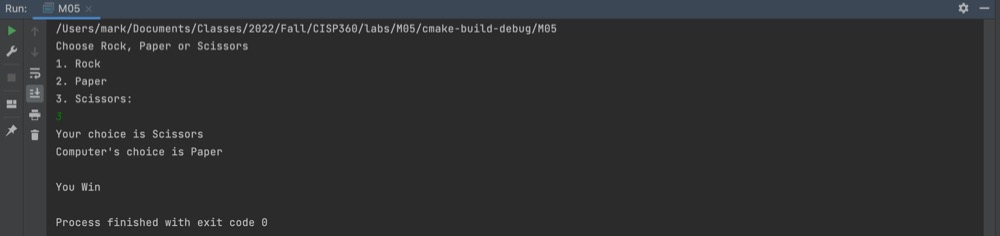 Run: M05
/Users/mark/Documents/Classes/2022/Fall/CISP360/labs/M05/cmake-build-debug/M05
Choose Rock, Paper or Scissors
1. Rock
2. Paper
3. Scissors:
3
Your choice is Scissors
Computer's choice is Paper
You Win
Process finished with exit code 0